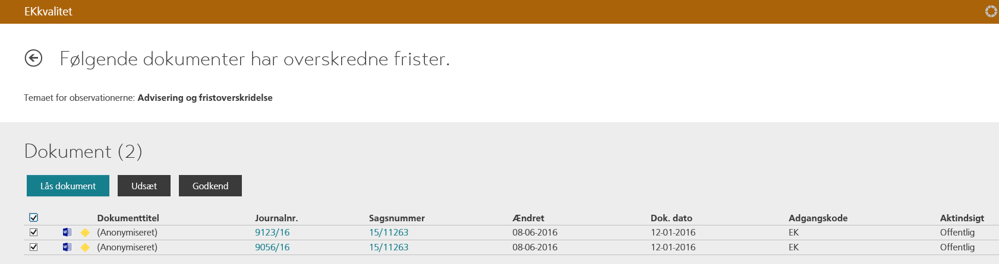 EKkvalitet
Følgende dokumenter har overskredne frister.
Temaet for observationerne: Advisering og fristoverskridelse
Dokument (2)
Lås dokument Udsæt Godkend
Dokumenttitel Journalnr. Sagsnummer Ændret Dok. dato Adgangskode Aktindsigt
(Anonymiseret) 9123/16 15/11263 08-06-2016 12-01-2016 EK Offentlig
(Anonymiseret) 9056/16 15/11263 08-06-2016 12-01-2016 EK Offentlig